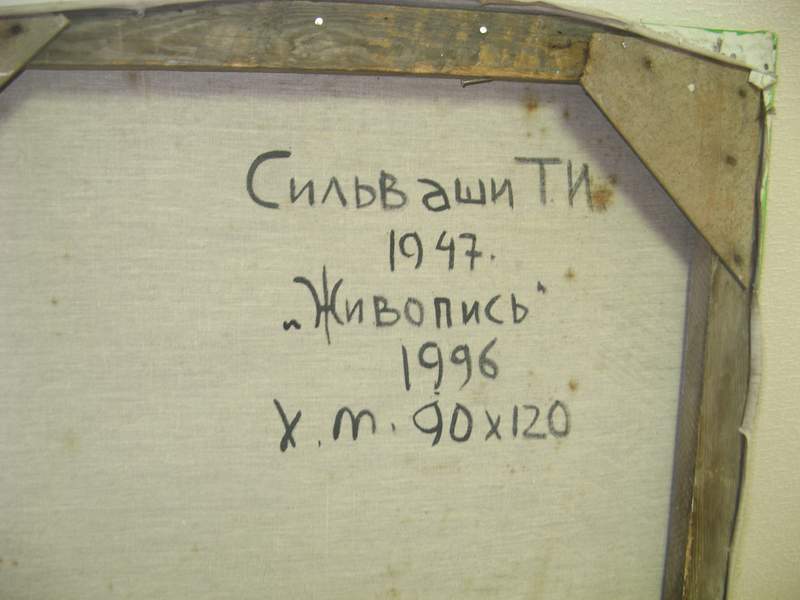 Сильваши Т.И.
1947.
„Живопись"
1996
х.т. 90х120